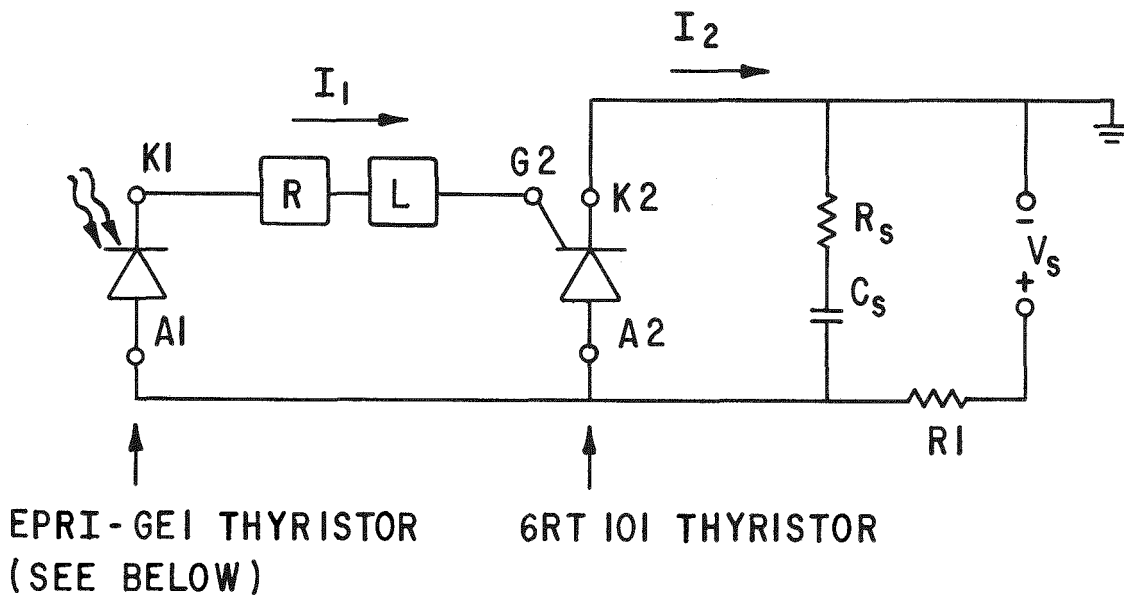 I2
I1
K1
R
L
G2
K2
Rs
Cs
Vs
–
+
A1
A2
R1
EPRI-GE1 THYRISTOR
(SEE BELOW)
6RT 101 THYRISTOR